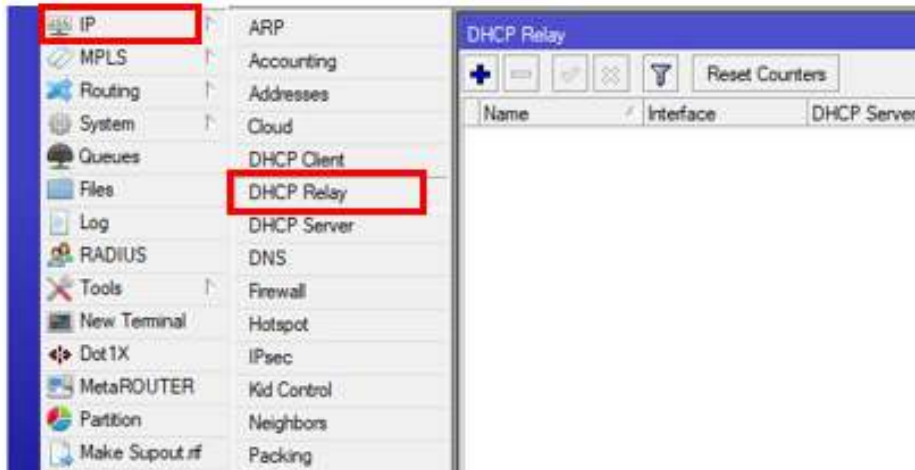 IP
MPLS
Routing
System
Queues
Files
Log
RADIUS
Tools
New Terminal
Dot1X
MetaROUTER
Partition
Make Supout.rif
ARP
Accounting
Addresses
Cloud
DHCP Client
DHCP Relay
DHCP Server
DNS
Firewall
Hotspot
IPsec
Kid Control
Neighbors
Packing
DHCP Relay
Reset Counters
Name Interface DHCP Server